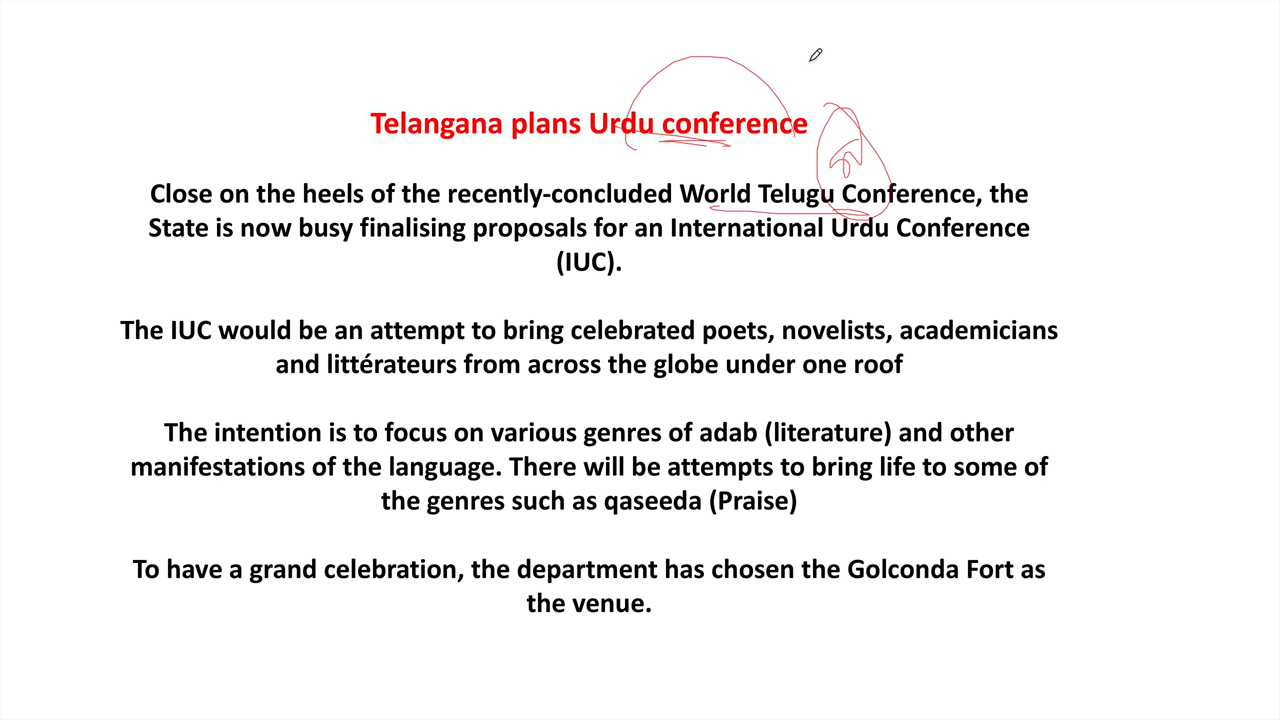 Telangana plans Urdu conference
Close on the heels of the recently-concluded World Telugu Conference, the
State is now busy finalising proposals for an International Urdu Conference
(IUC).
The IUC would be an attempt to bring celebrated poets, novelists, academicians
and littérateurs from across the globe under one roof
The intention is to focus on various genres of adab (literature) and other
manifestations of the language. There will be attempts to bring life to some of
the genres such as qaseeda (Praise)
To have a grand celebration, the department has chosen the Golconda Fort as
the venue.